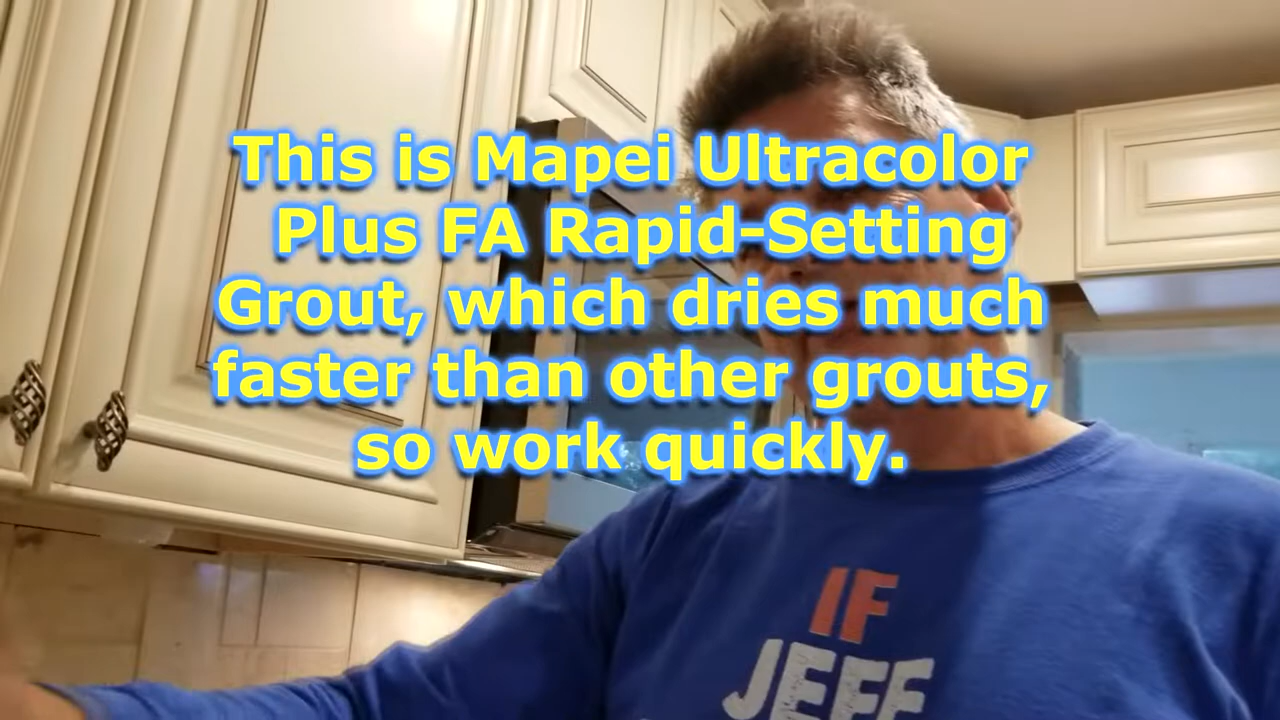 This is Mapei Ultracolor
Plus FA Rapid-Setting
Grout, which dries much
faster than other grouts,
so work quickly.
IF
JEFF